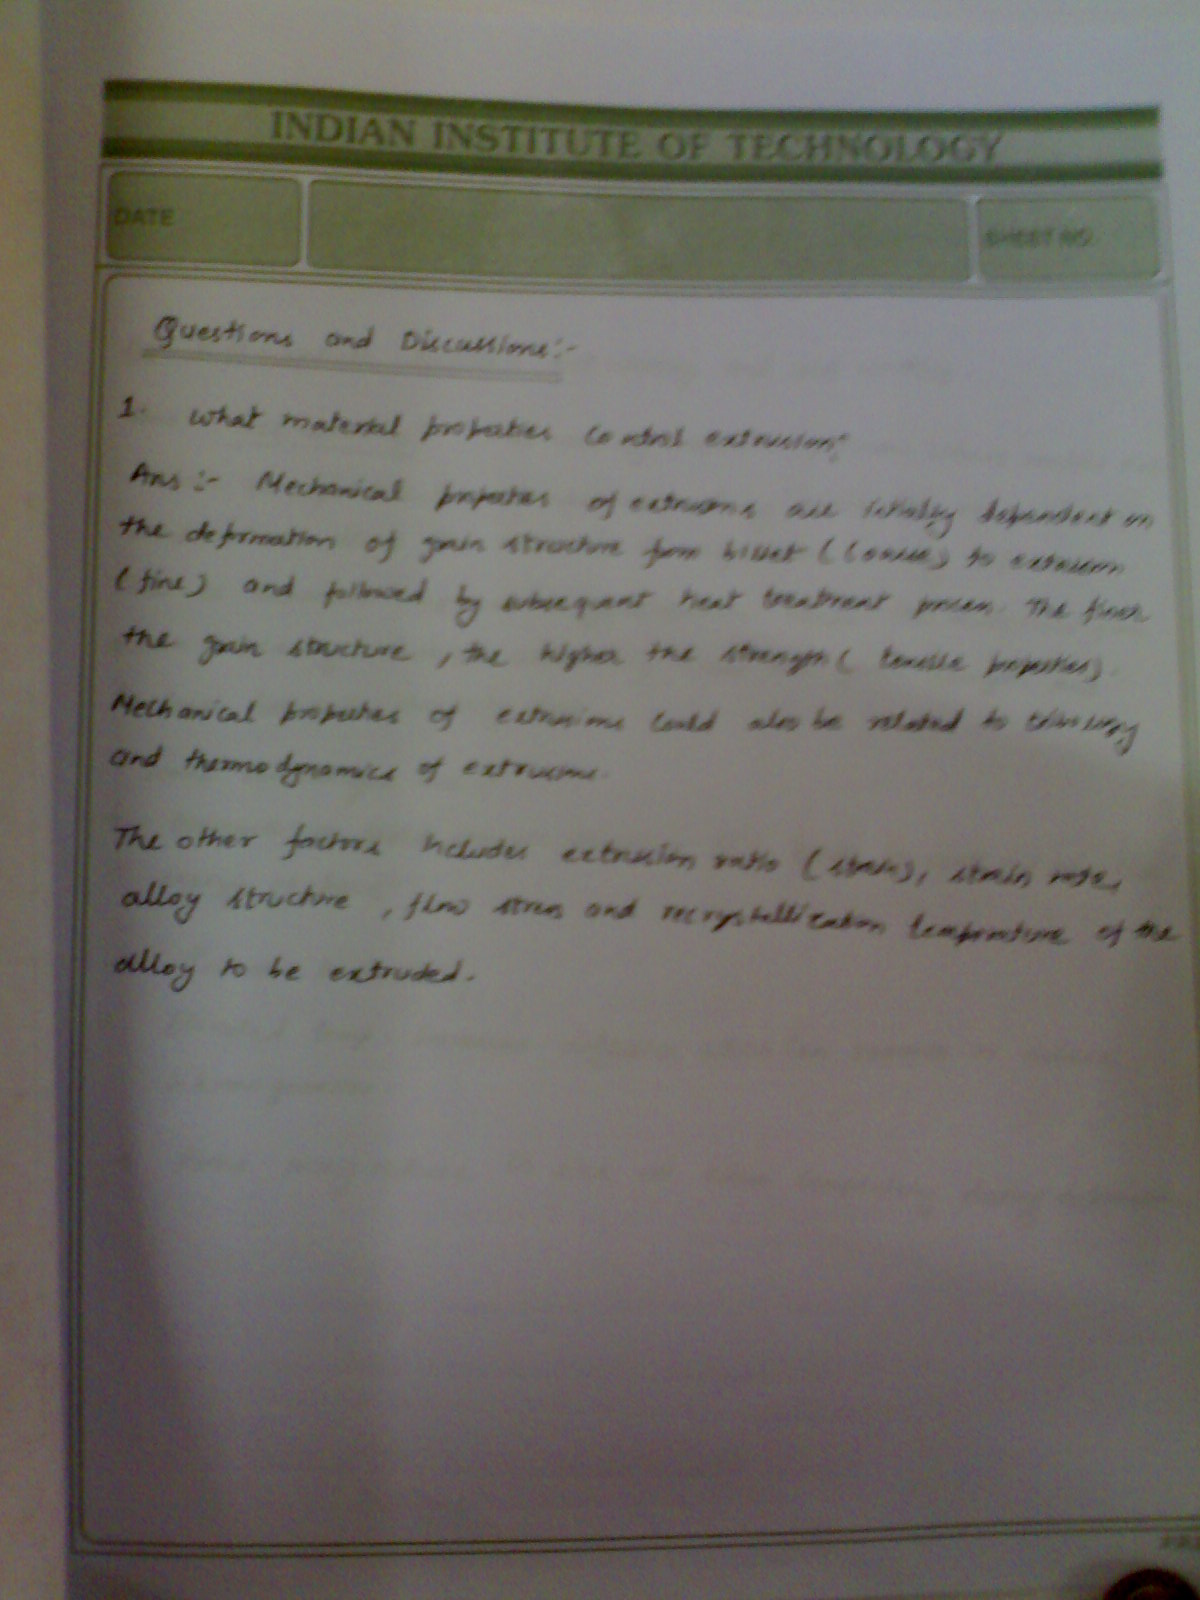 INDIAN INSTITUTE OF TECHNOLOGY
DATE
SHEET NO.
Questions and Discussions:-
1. What material properties control extrusion?
Ans :- Mechanical properties of extrusions are initially dependent on
the deformation of grain structure from billet (coarse) to extrusion
(fine) and followed by subsequent heat treatment process. The finer
the grain structure, the higher the strength (tensile properties).
Mechanical properties of extrusions could also be related to tribology
and thermodynamics of extrusion.
The other factors includes extrusion ratio (strain), strain rate,
alloy structure, flow stress and recrystallization temperature of the
alloy to be extruded.